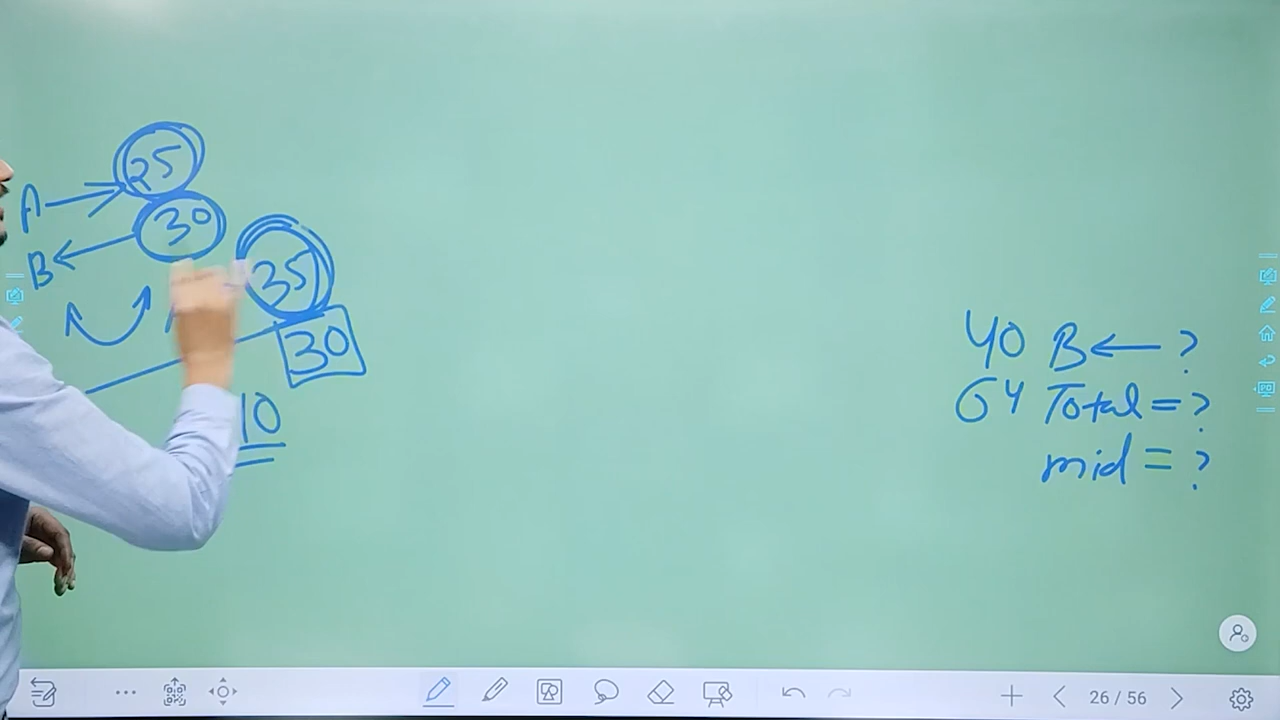 25
A
30
B
35
30
10
40 B ← ?
64 Total = ?
mid = ?
26 / 56